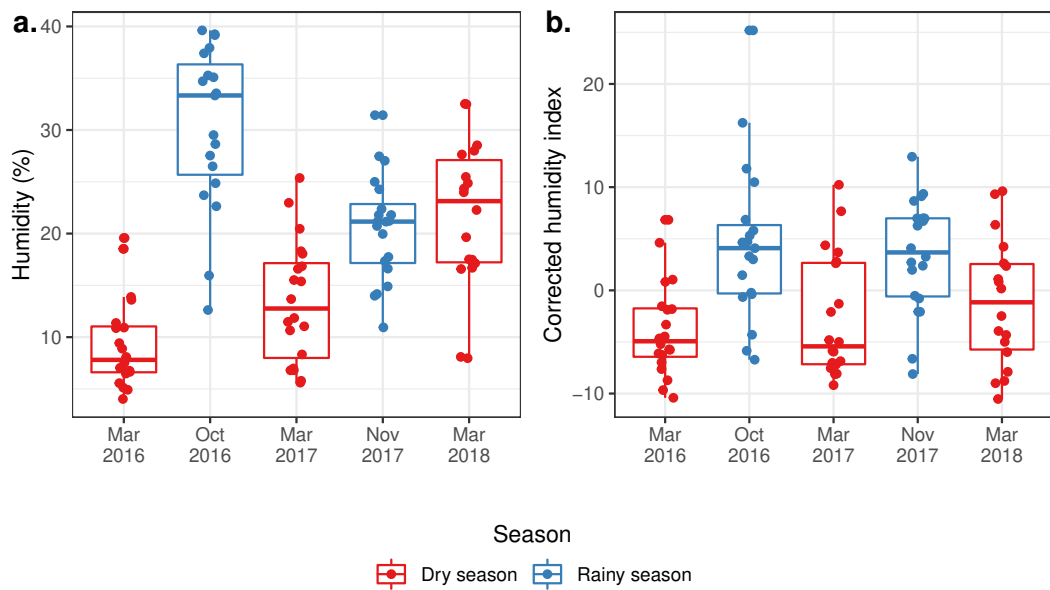 a.
Humidity (%)
40
30
20
10
Mar
2016
Oct
2016
Mar
2017
Nov
2017
Mar
2018
b.
Corrected humidity index
20
10
0
−10
Mar
2016
Oct
2016
Mar
2017
Nov
2017
Mar
2018
Season
Dry season
Rainy season